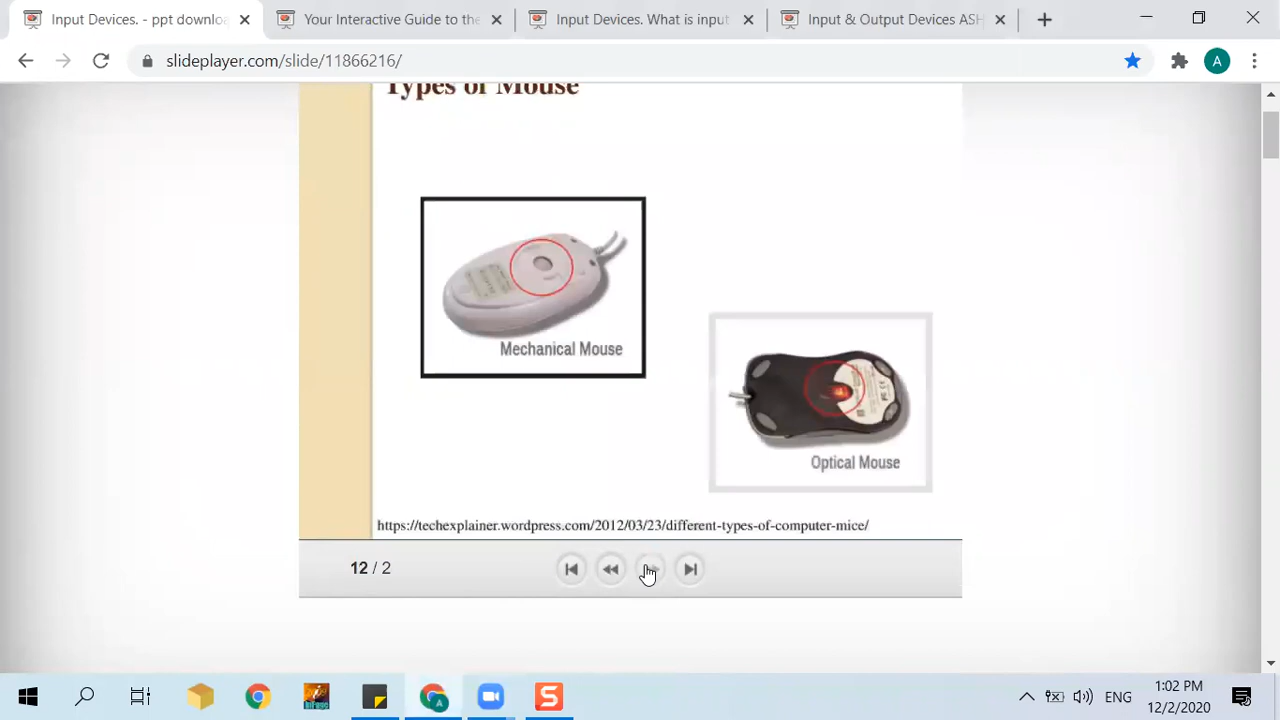 Input Devices. - ppt downloa
Your Interactive Guide to the
Input Devices. What is input
Input & Output Devices ASH
slideplayer.com/slide/11866216/
A
Types of Mouse
Mechanical Mouse
Optical Mouse
https://techexplainer.wordpress.com/2012/03/23/different-types-of-computer-mice/
12 / 2
A
S
ENG
1:02 PM
12/2/2020